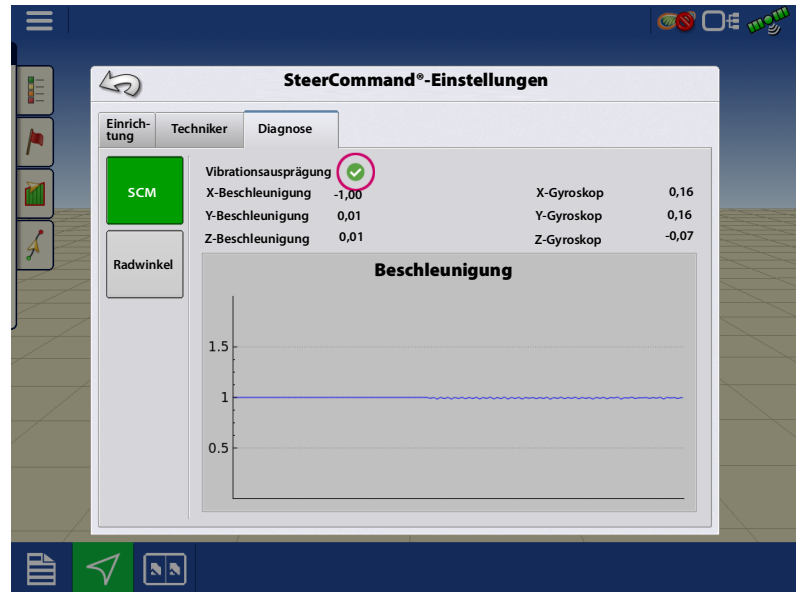 SteerCommand®-Einstellungen
Einrich-
tung
Techniker
Diagnose
SCM
Radwinkel
Vibrationsausprägung
X-Beschleunigung -1,00 X-Gyroskop 0,16
Y-Beschleunigung 0,01 Y-Gyroskop 0,16
Z-Beschleunigung 0,01 Z-Gyroskop -0,07
Beschleunigung
1.5
1
0.5